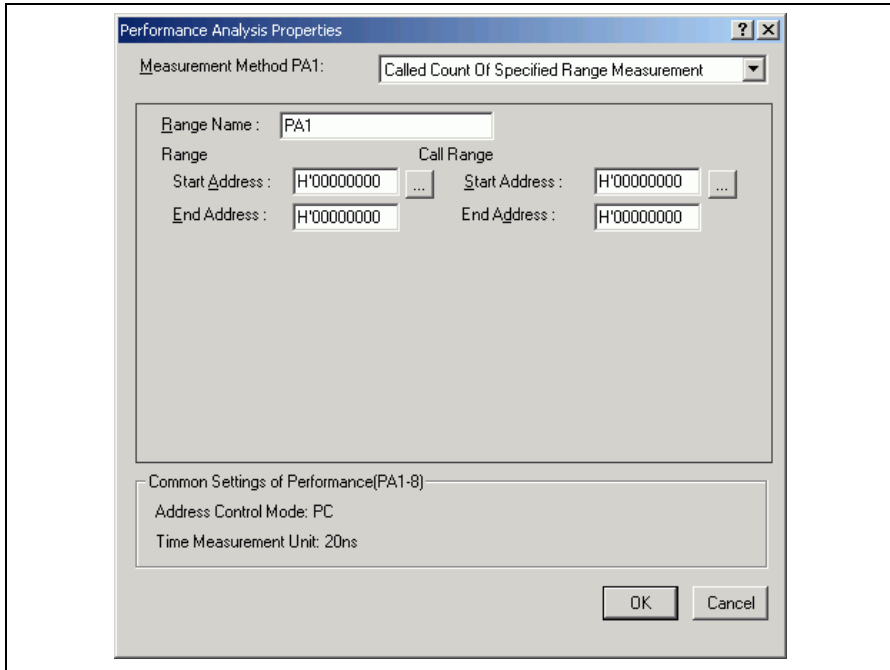 Performance Analysis Properties
Measurement Method PA1: Called Count Of Specified Range Measurement
Range Name : PA1
Range Call Range
Start Address : H'00000000 ... Start Address : H'00000000 ...
End Address : H'00000000 End Address : H'00000000
Common Settings of Performance(PA1-8)
Address Control Mode: PC
Time Measurement Unit: 20ns
OK Cancel